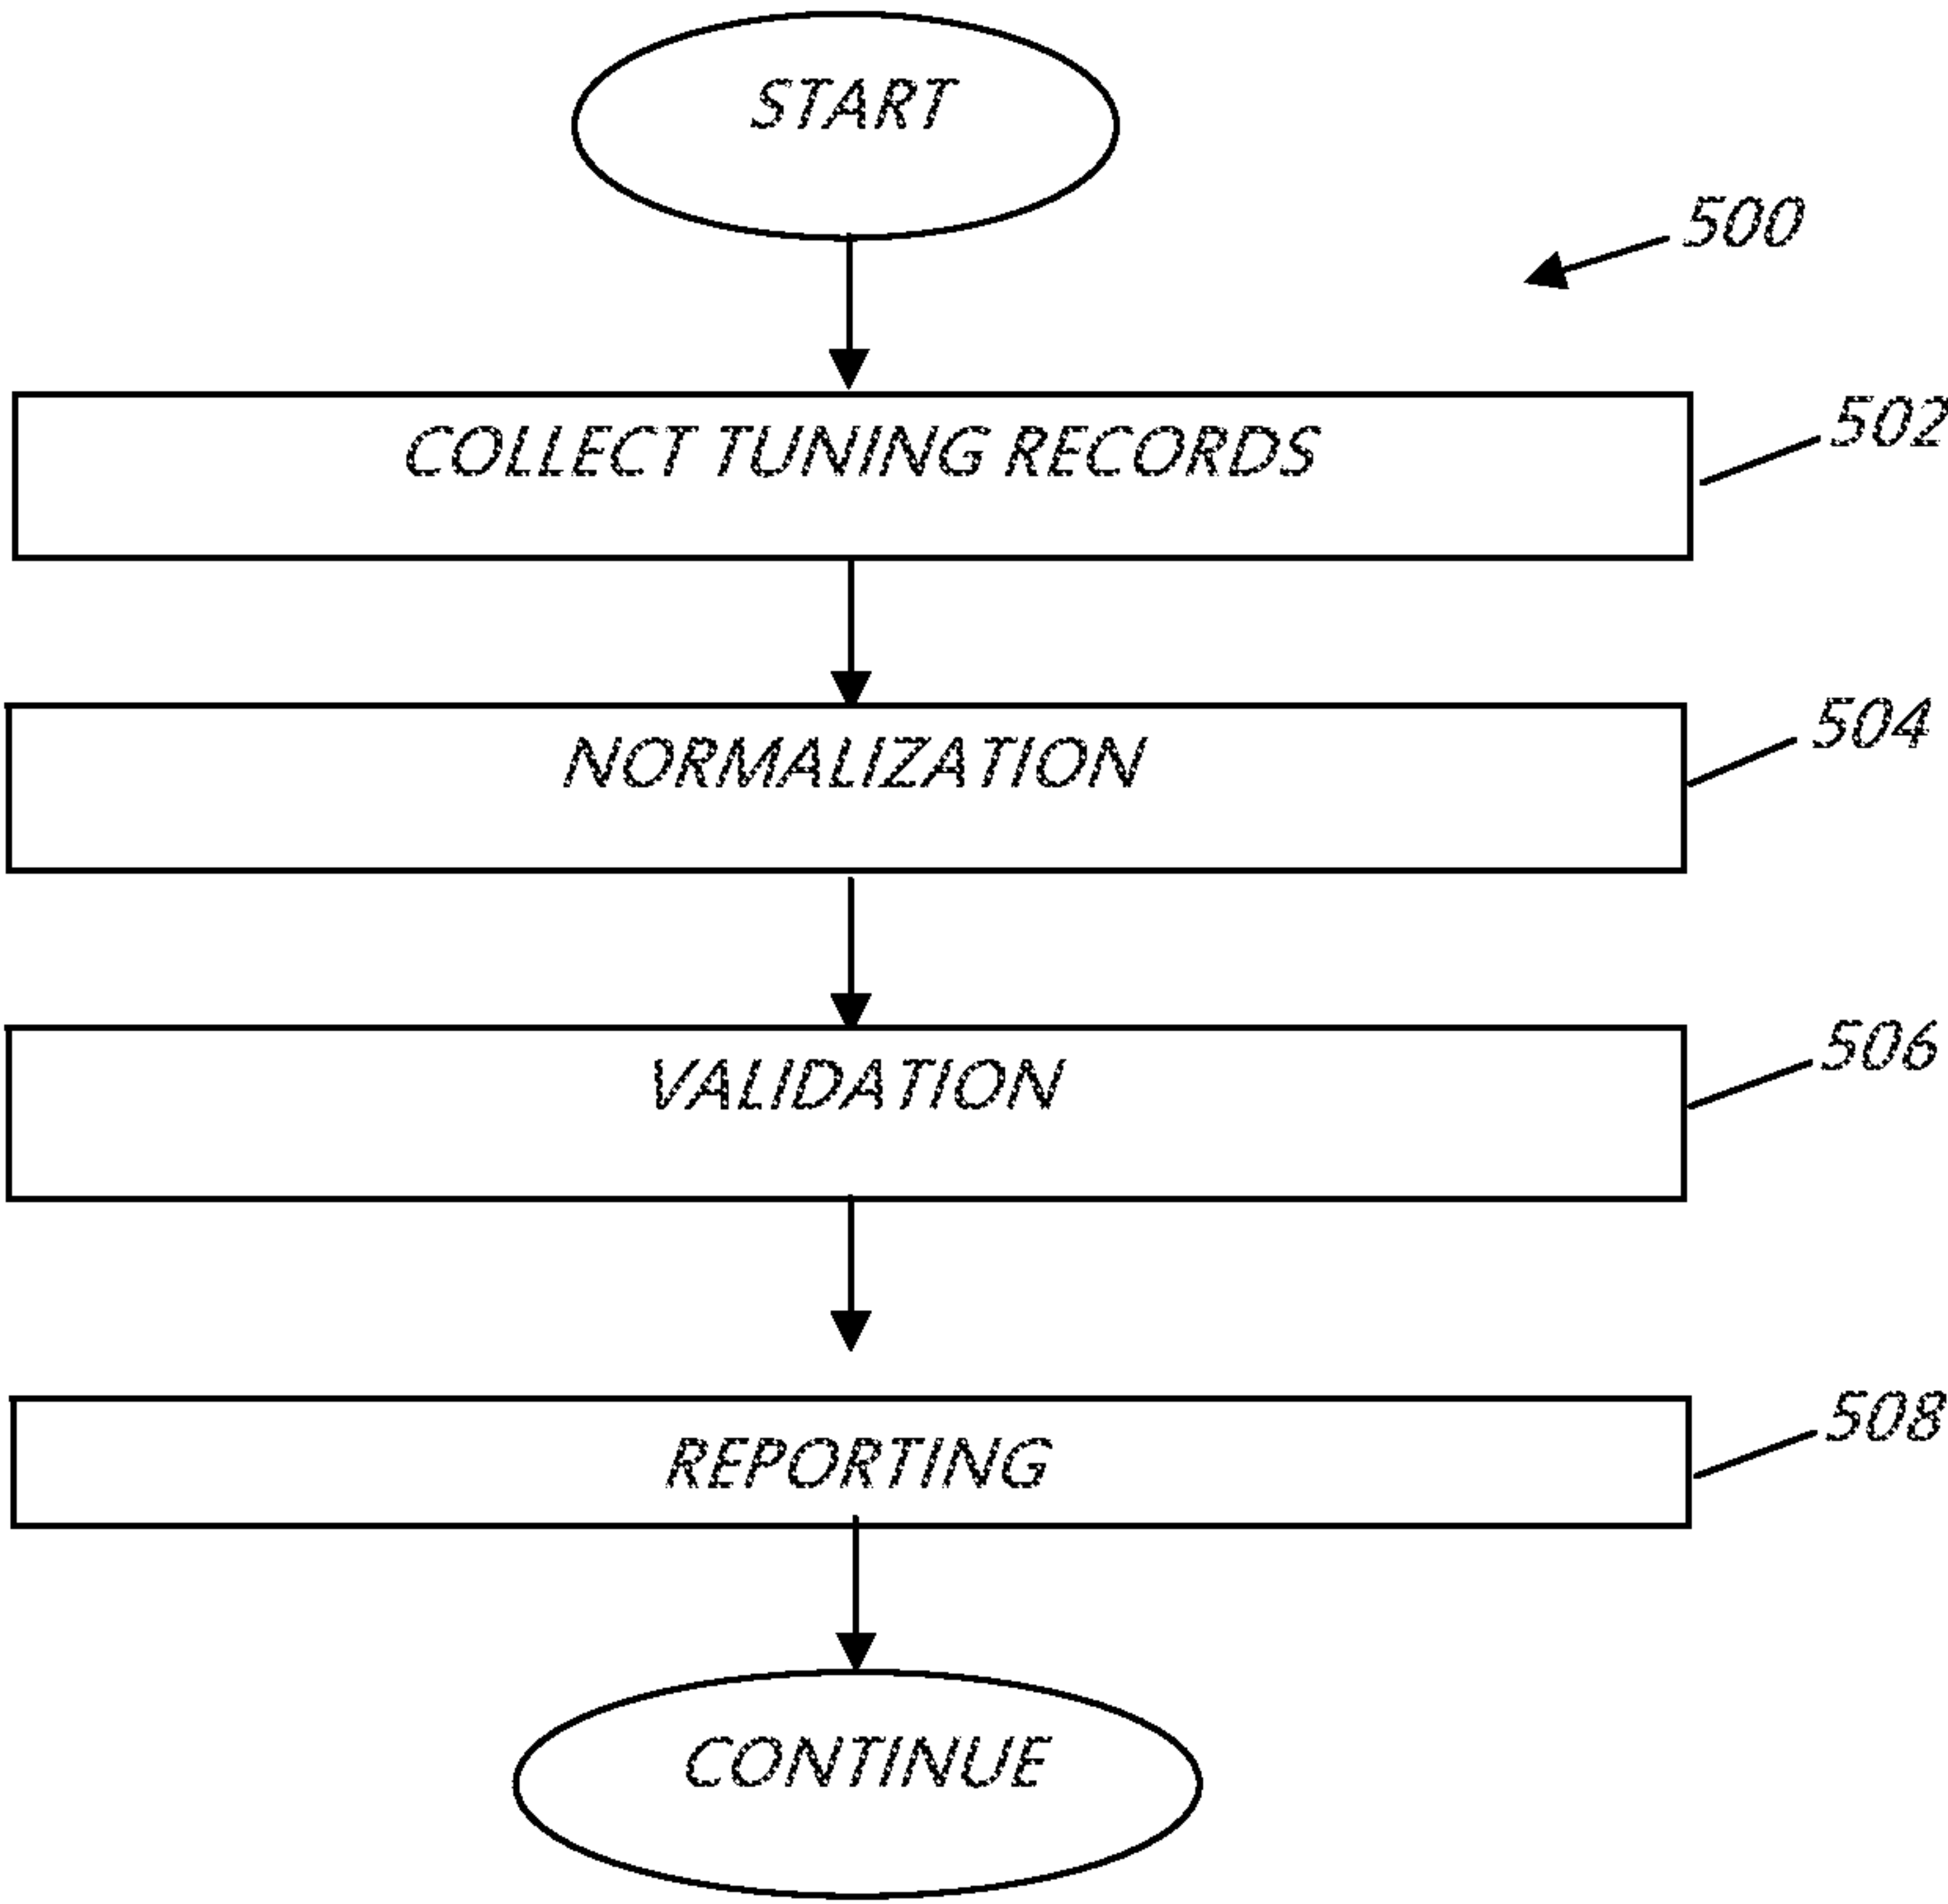 START
500
COLLECT TUNING RECORDS
502
NORMALIZATION
504
VALIDATION
506
REPORTING
508
CONTINUE